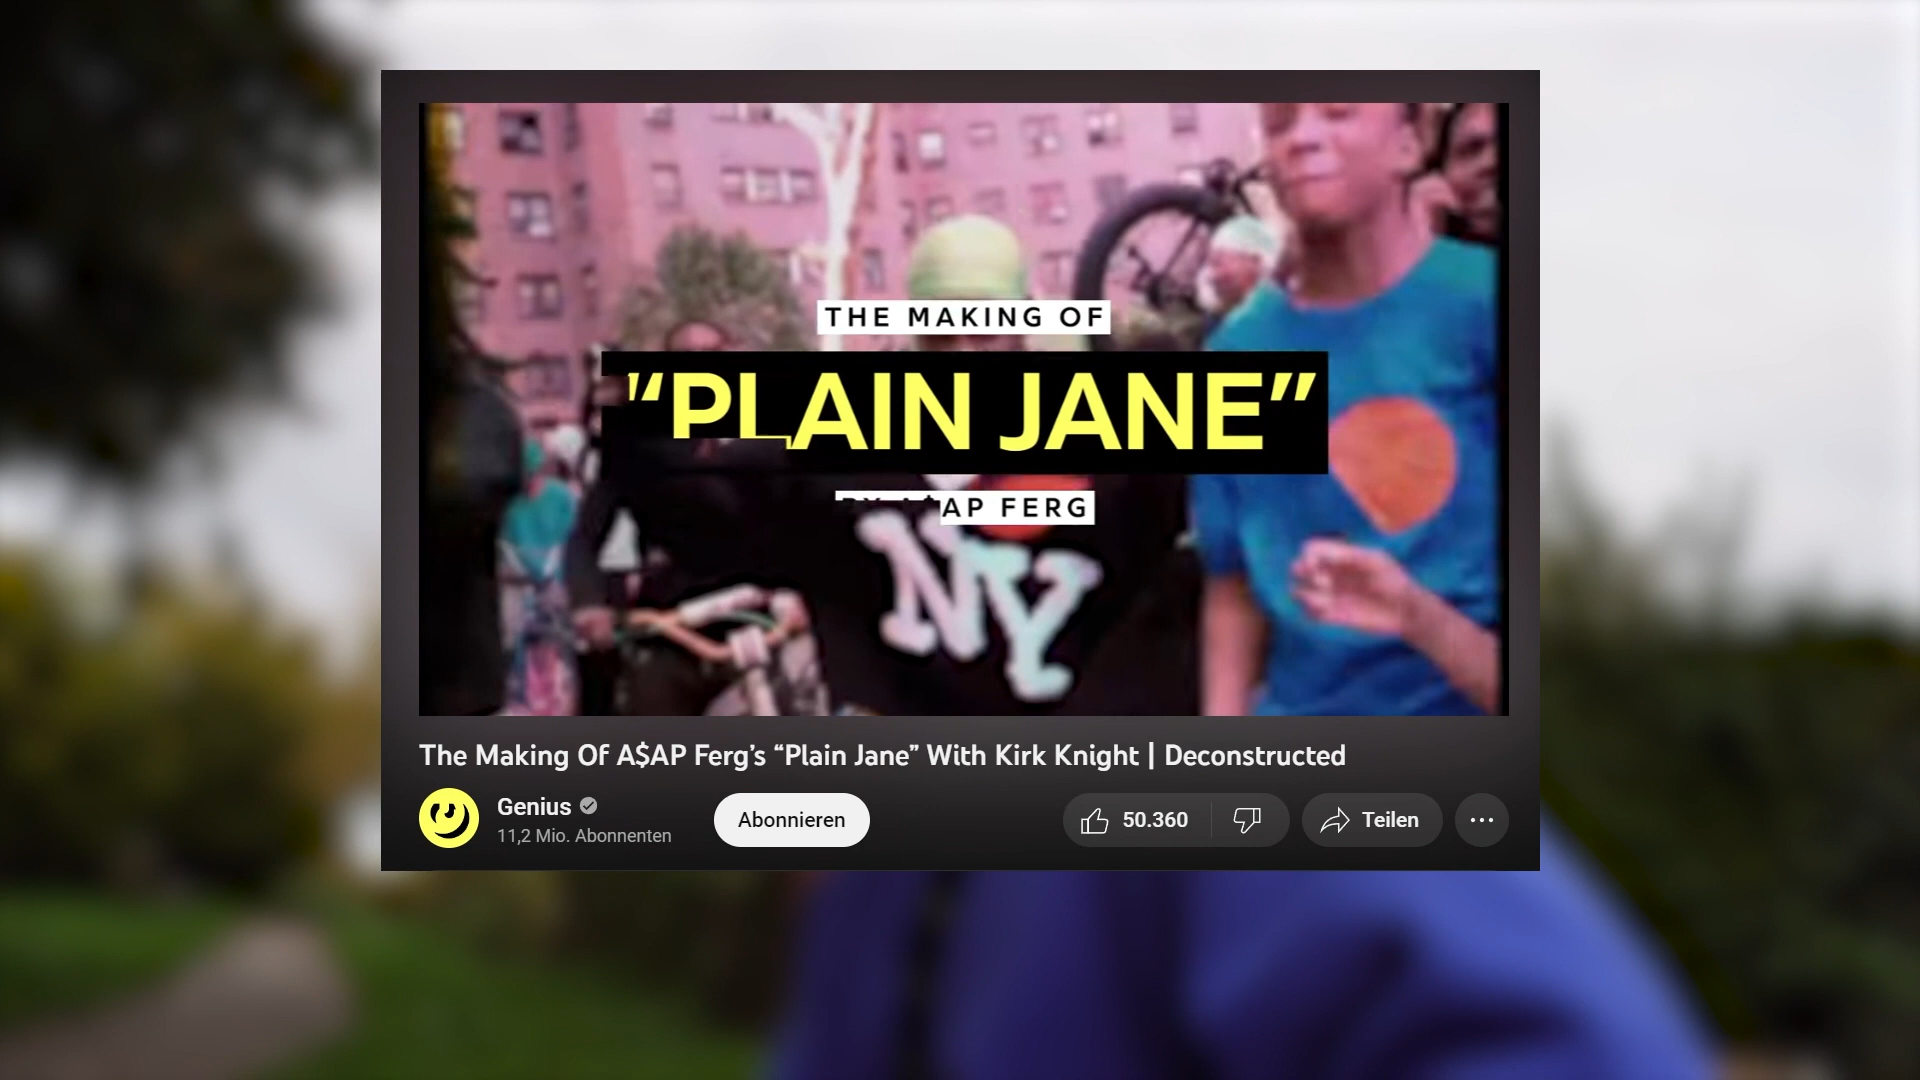 THE MAKING OF
“PLAIN JANE”
AP FERG
NY
The Making Of A$AP Ferg's “Plain Jane” With Kirk Knight | Deconstructed
Genius
11,2 Mio. Abonnenten
Abonnieren
50.360
Teilen